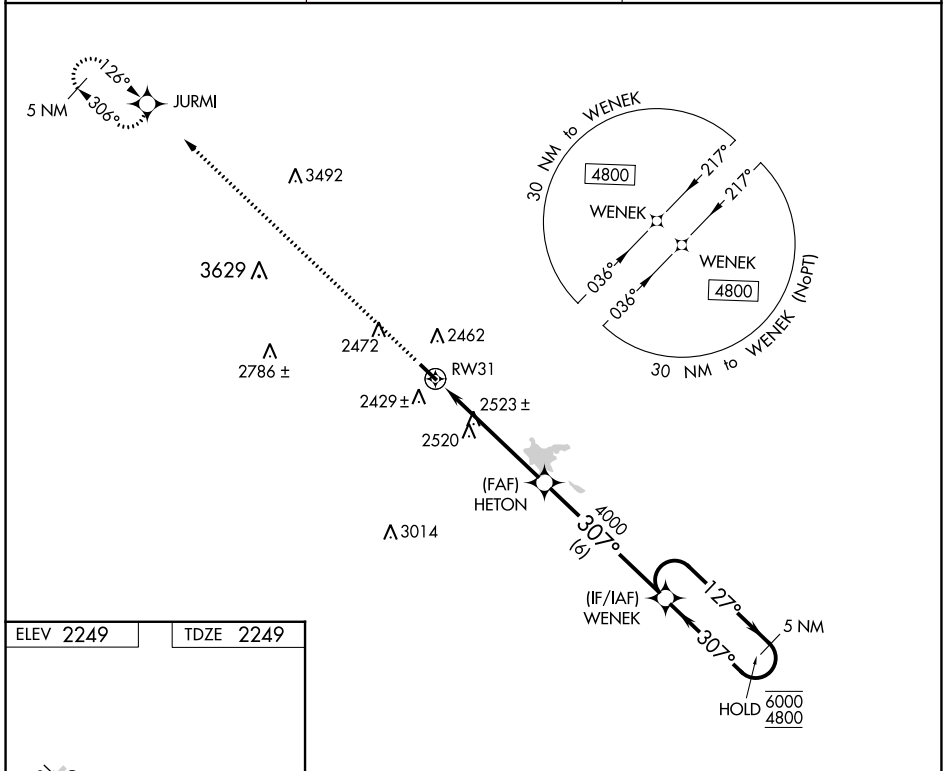 126°
306°
5 NM
JURMI
3492
3629
2472
2462
2786 ±
RW31
2429 ±
2523 ±
2520
(FAF)
HETON
3014
4000
307°
(6)
(IF/IAF)
WENEK
127°
307°
5 NM
HOLD 6000
4800
30 NM to WENEK
4800
217°
217°
WENEK
WENEK
036°
036°
4800
30 NM to WENEK (NoPT)
ELEV 2249
TDZE 2249